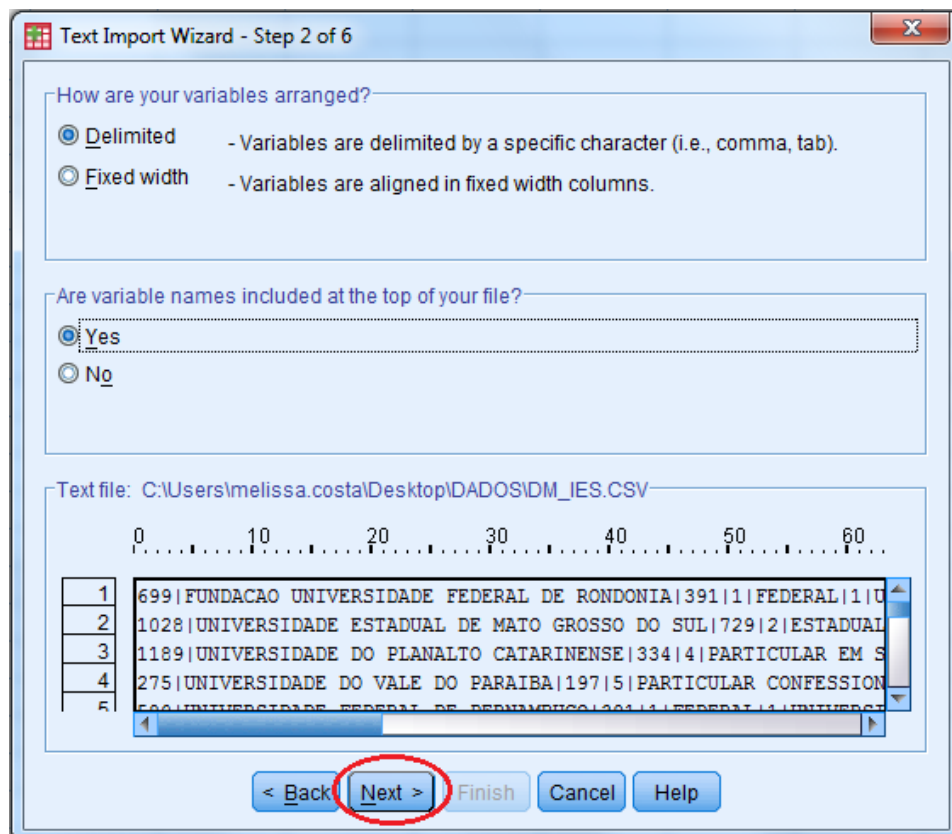 Text Import Wizard - Step 2 of 6
How are your variables arranged?
Delimited - Variables are delimited by a specific character (i.e., comma, tab).
Fixed width - Variables are aligned in fixed width columns.
Are variable names included at the top of your file?
Yes
No
Text file: C:\Users\melissa.costa\Desktop\DADOS\DM_IES.CSV
0 10 20 30 40 50 60
1 699|FUNDACAO UNIVERSIDADE FEDERAL DE RONDONIA|391|1|FEDERAL|1|U
2 1028|UNIVERSIDADE ESTADUAL DE MATO GROSSO DO SUL|729|2|ESTADUAL
3 1189|UNIVERSIDADE DO PLANALTO CATARINENSE|334|4|PARTICULAR EM S
4 275|UNIVERSIDADE DO VALE DO PARAIBA|197|5|PARTICULAR CONFESSION
5 UNIVERSIDADE FEDERAL DE PERNAMBUCO
< Back Next > Finish Cancel Help